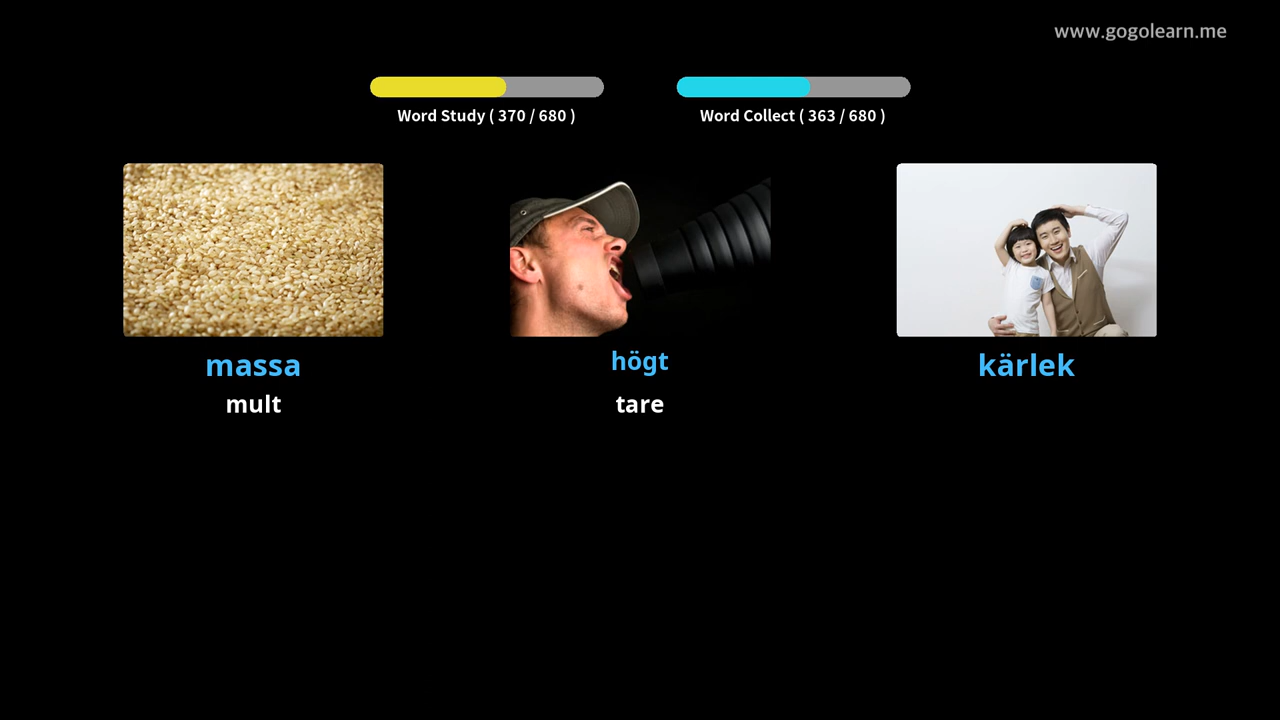 www.gogolearn.me
Word Study ( 370 / 680 )
Word Collect ( 363 / 680 )
massa
mult
högt
tare
kärlek